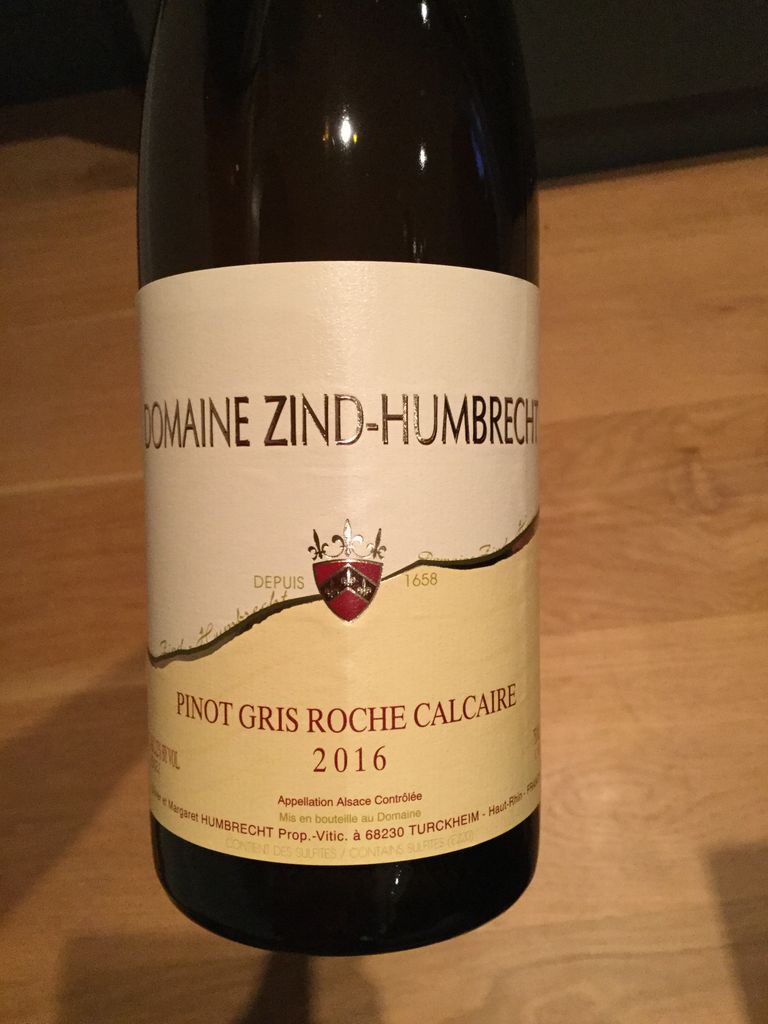 DOMAINE ZIND-HUMBRECHT
DEPUIS 1658
PINOT GRIS ROCHE CALCAIRE
2016
Appellation Alsace Contrôlée
Mis en bouteille au Domaine
et Margaret HUMBRECHT Prop.-Vitic. à 68230 TURCKHEIM - Haut-Rhin -
CONTIENT DES SULFITES / CONTAINS SULFITES